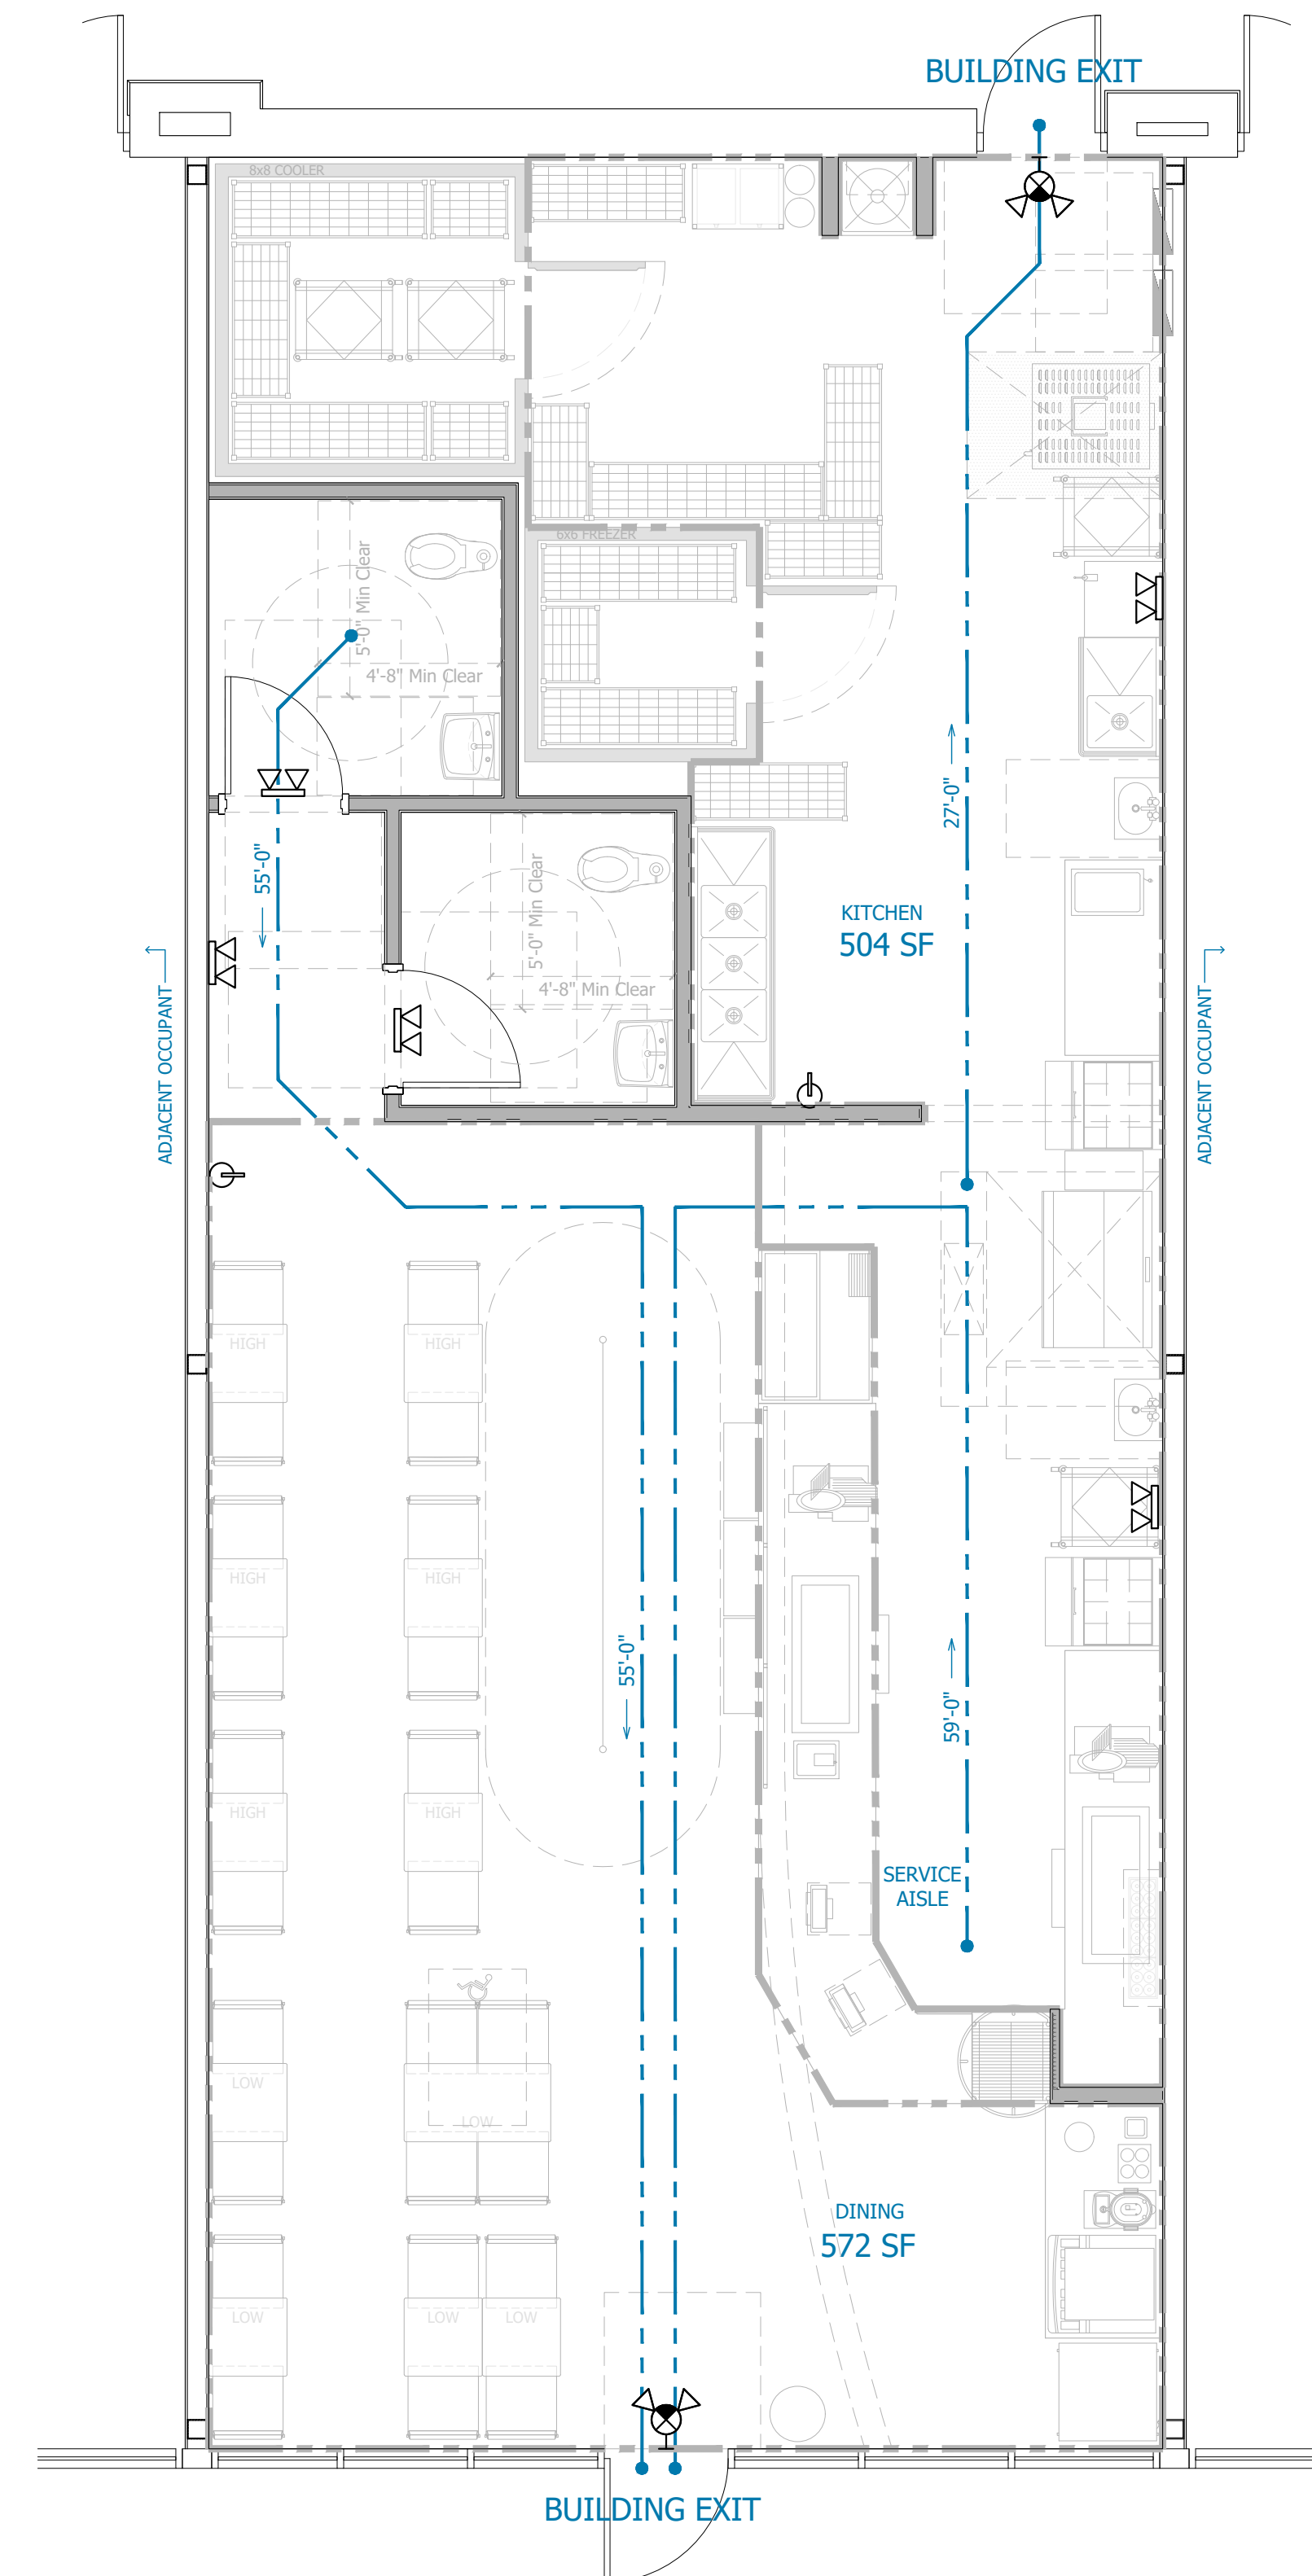 BUILDING EXIT
8x8 COOLER
6x6 FREEZER
5'-0" Min Clear
4'-8" Min Clear
27'-0"
55'-0"
KITCHEN
504 SF
5'-0" Min Clear
4'-8" Min Clear
ADJACENT OCCUPANT
ADJACENT OCCUPANT
HIGH
HIGH
HIGH
HIGH
55'-0"
59'-0"
HIGH
HIGH
SERVICE
AISLE
LOW
LOW
DINING
572 SF
LOW
LOW
LOW
BUILDING EXIT